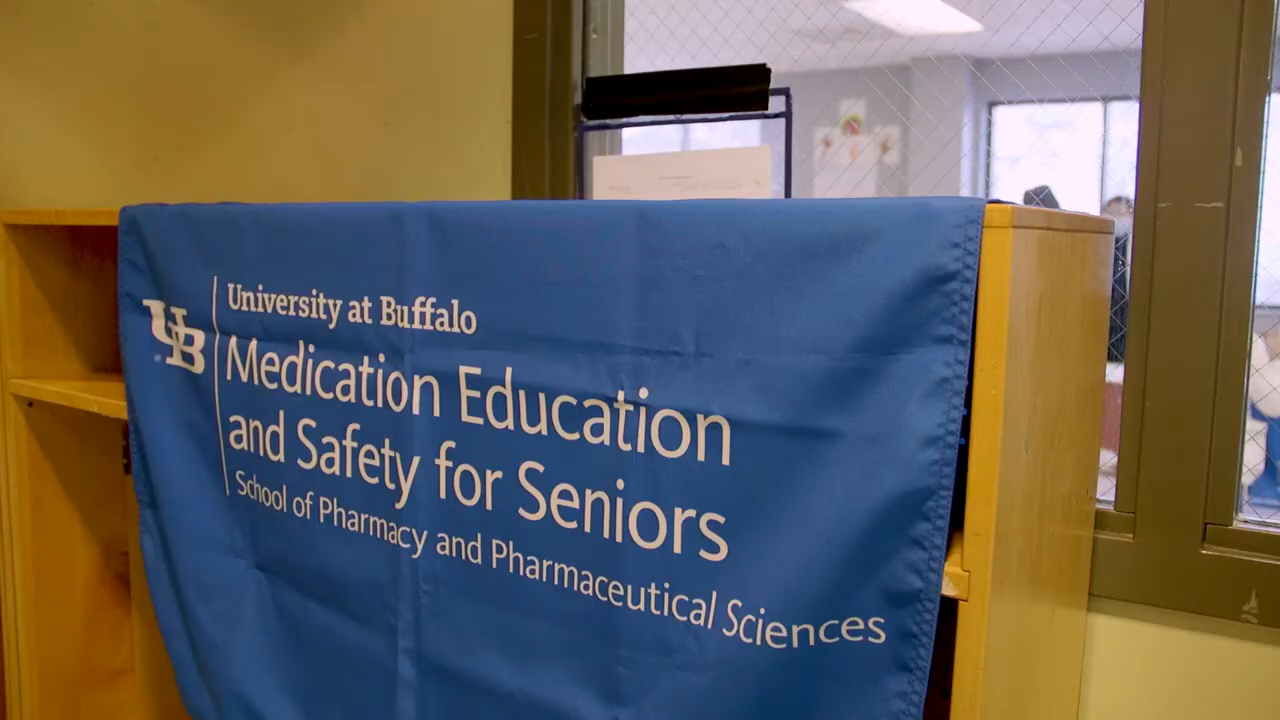 UB
University at Buffalo
Medication Education
and Safety for Seniors
School of Pharmacy and Pharmaceutical Sciences